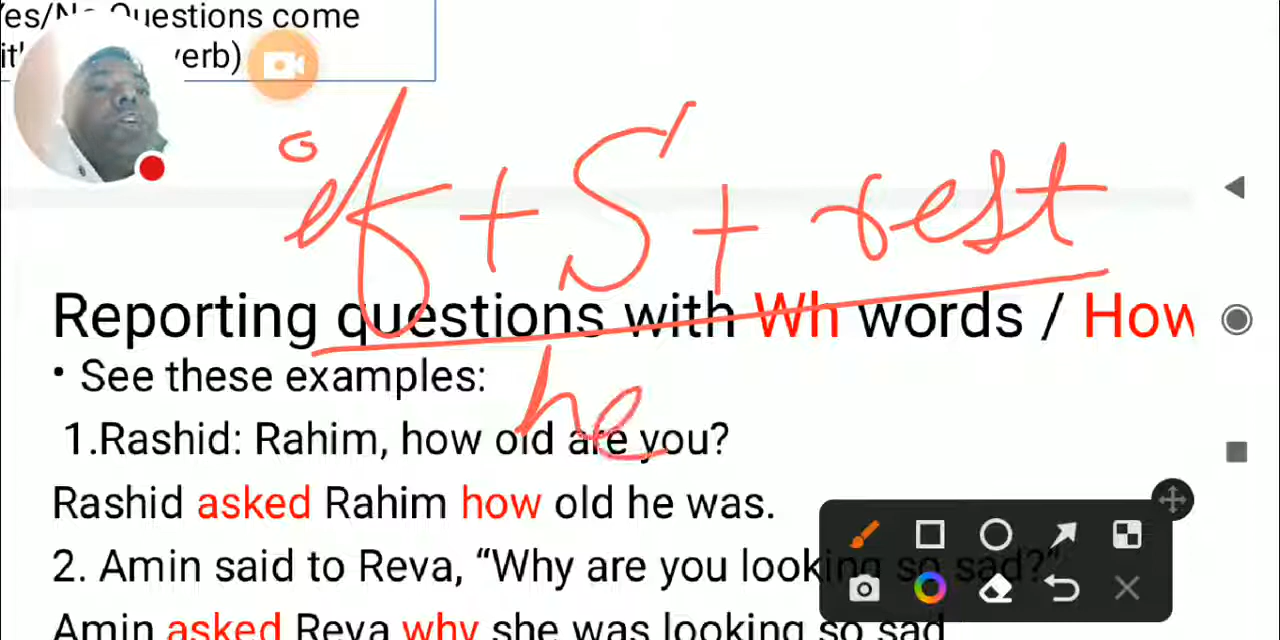 Yes/No Questions come
verb)
if + S + rest
Reporting questions with Wh words / How
• See these examples:
he
1.Rashid: Rahim, how old are you?
Rashid asked Rahim how old he was.
2. Amin said to Reva, “Why are you looking so sad?”
Amin asked Reva why she was looking so sad